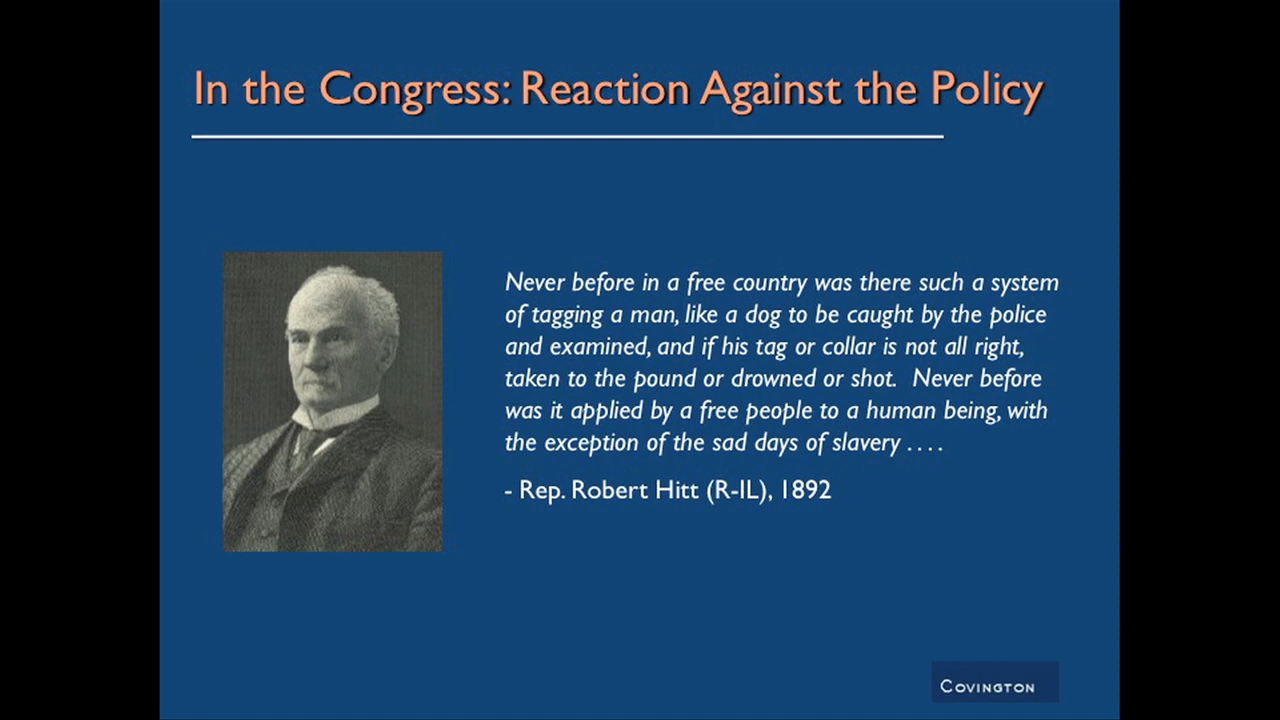 In the Congress: Reaction Against the Policy
Never before in a free country was there such a system
of tagging a man, like a dog to be caught by the police
and examined, and if his tag or collar is not all right,
taken to the pound or drowned or shot.  Never before
was it applied by a free people to a human being, with
the exception of the sad days of slavery . . . .
- Rep. Robert Hitt (R-IL), 1892
COVINGTON